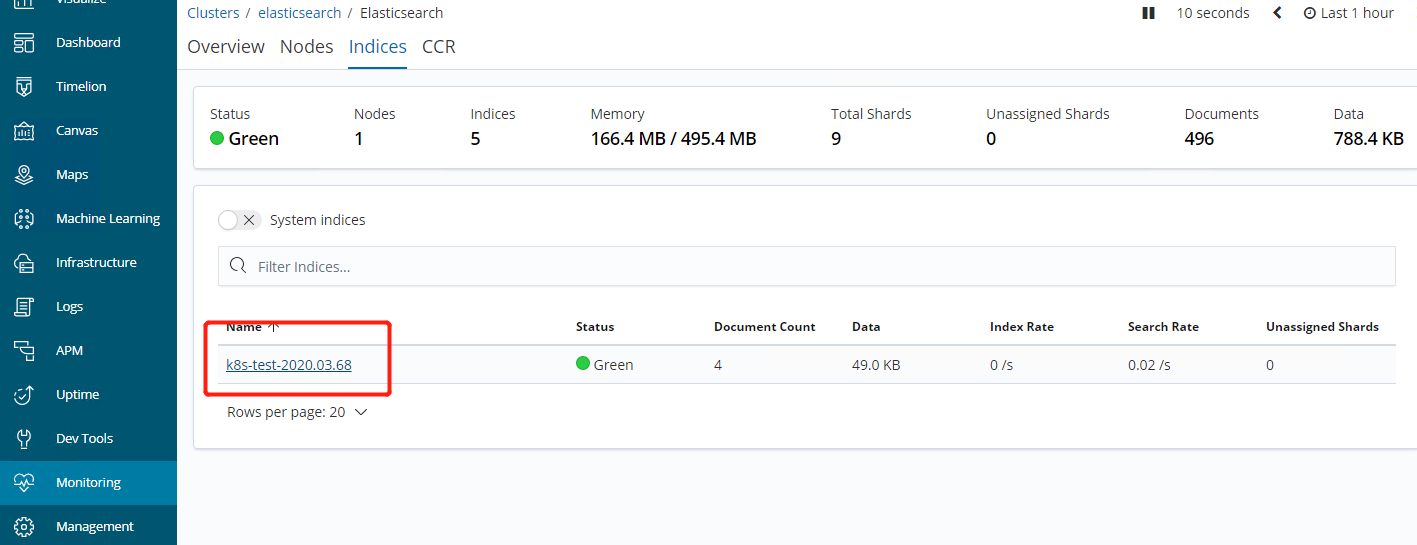 Visualize
Dashboard
Timelion
Canvas
Maps
Machine Learning
Infrastructure
Logs
APM
Uptime
Dev Tools
Monitoring
Management
Clusters / elasticsearch / Elasticsearch
10 seconds
Last 1 hour
Overview Nodes Indices CCR
Status Nodes Indices Memory Total Shards Unassigned Shards Documents Data
Green 1 5 166.4 MB / 495.4 MB 9 0 496 788.4 KB
System indices
Filter Indices...
Name Status Document Count Data Index Rate Search Rate Unassigned Shards
k8s-test-2020.03.68 Green 4 49.0 KB 0 /s 0.02 /s 0
Rows per page: 20